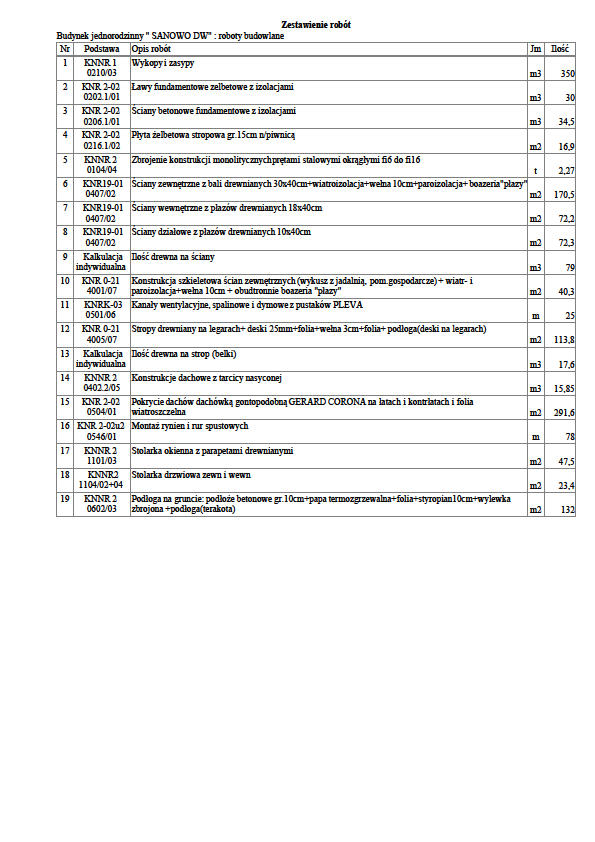 Zestawienie robót
Budynek jednorodzinny " SANOWO DW" : roboty budowlane
Nr Podstawa Opis robót Jm Ilość
1 KNNR 1 Wykopy i zasypy
0210/03 m3 350
2 KNR 2-02 Ławy fundamentowe żelbetowe z izolacjami
0202.1/01 m3 30
3 KNR 2-02 Ściany betonowe fundamentowe z izolacjami
0206.1/01 m3 34,5
4 KNR 2-02 Płyta żelbetowa stropowa gr.15cm n/piwnicą
0216.1/02 m2 16,9
5 KNNR 2 Zbrojenie konstrukcji monolitycznychprętami stalowymi okrągłymi fi6 do fi16
0104/04 t 2,27
6 KNR19-01 Ściany zewnętrzne z bali drewnianych 30x40cm+wiatroizolacja+wełna 10cm+paroizolacja+ boazeria"płazy"
0407/02 m2 170,5
7 KNR19-01 Ściany wewnętrzne z płazów drewnianych 18x40cm
0407/02 m2 72,2
8 KNR19-01 Ściany działowe z płazów drewnianych 10x40cm
0407/02 m2 72,3
9 Kalkulacja Ilość drewna na ściany
indywidualna m3 79
10 KNR 0-21 Konstrukcja szkieletowa ścian zewnętrznych (wykusz z jadalnią, pom.gospodarcze) + wiatr- i
4001/07 paroizolacja+wełna 10cm + obudtronnie boazeria "płazy" m2 40,3
11 KNRK-03 Kanały wentylacyjne, spalinowe i dymowe z pustaków PLEVA
0501/06 m 25
12 KNR 0-21 Stropy drewniany na legarach+ deski 25mm+folia+wełna 3cm+folia+ podłoga(deski na legarach)
4005/07 m2 113,8
13 Kalkulacja Ilość drewna na strop (belki)
indywidualna m3 17,6
14 KNNR 2 Konstrukcje dachowe z tarcicy nasyconej
0402.2/05 m3 15,85
15 KNR 2-02 Pokrycie dachów dachówką gontopodobną GERARD CORONA na łatach i kontrłatach i folia
0504/01 wiatroszczelna m2 291,6
16 KNR 2-02u2 Montaż rynien i rur spustowych
0546/01 m 78
17 KNNR 2 Stolarka okienna z parapetami drewnianymi
1101/03 m2 47,5
18 KNNR2 Stolarka drzwiowa zewn i wewn
1104/02+04 m2 23,4
19 KNNR 2 Podłoga na gruncie: podłoże betonowe gr.10cm+papa termozgrzewalna+folia+styropian10cm+wylewka
0602/03 zbrojona +podłoga(terakota) m2 132